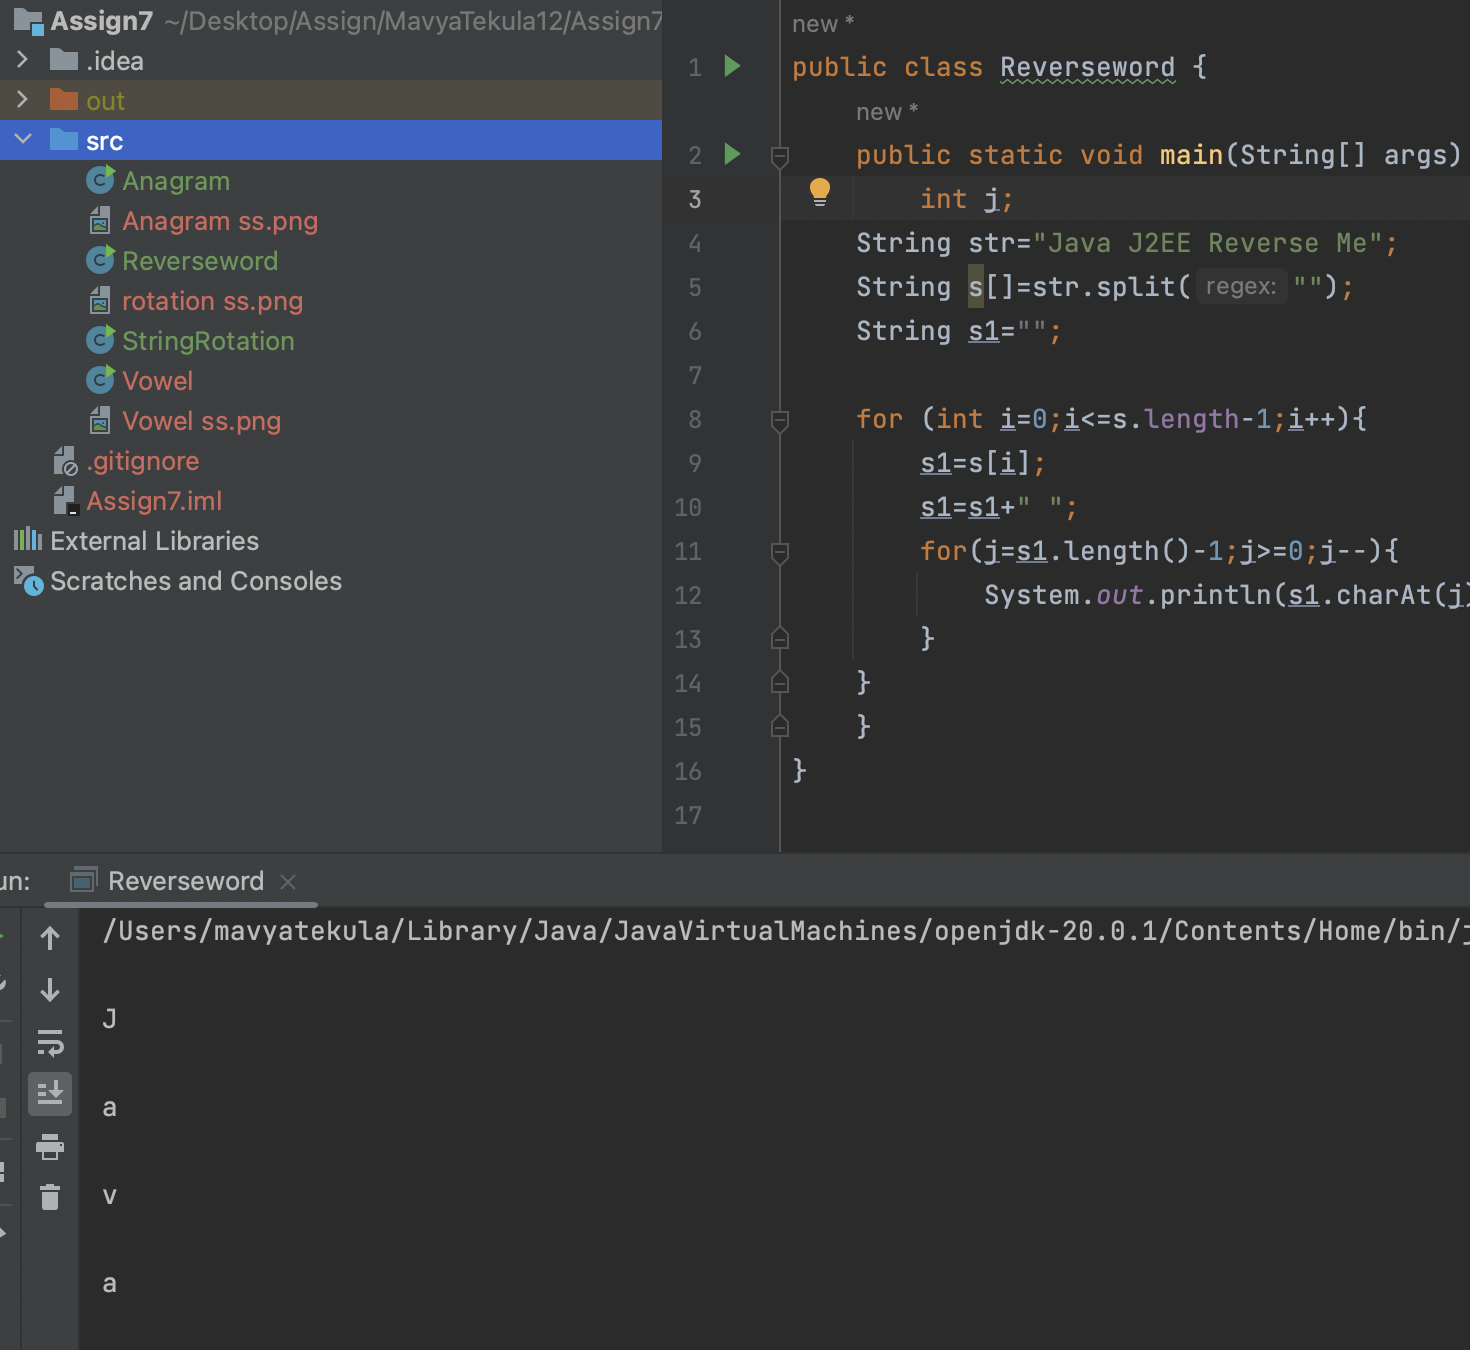 Assign7 ~/Desktop/Assign/MavyaTekula12/Assign7
.idea
out
src
Anagram
Anagram ss.png
Reverseword
rotation ss.png
StringRotation
Vowel
Vowel ss.png
.gitignore
Assign7.iml
External Libraries
Scratches and Consoles
new *
1 public class Reverseword {
new *
2 public static void main(String[] args)
3 int j;
4 String str="Java J2EE Reverse Me";
5 String s[]=str.split( regex: "");
6 String s1="";
7
8 for (int i=0;i<=s.length-1;i++){
9 s1=s[i];
10 s1=s1+" ";
11 for(j=s1.length()-1;j>=0;j--){
12 System.out.println(s1.charAt(j)
13 }
14 }
15 }
16 }
17
un: Reverseword
/Users/mavyatekula/Library/Java/JavaVirtualMachines/openjdk-20.0.1/Contents/Home/bin/j
J
a
v
a